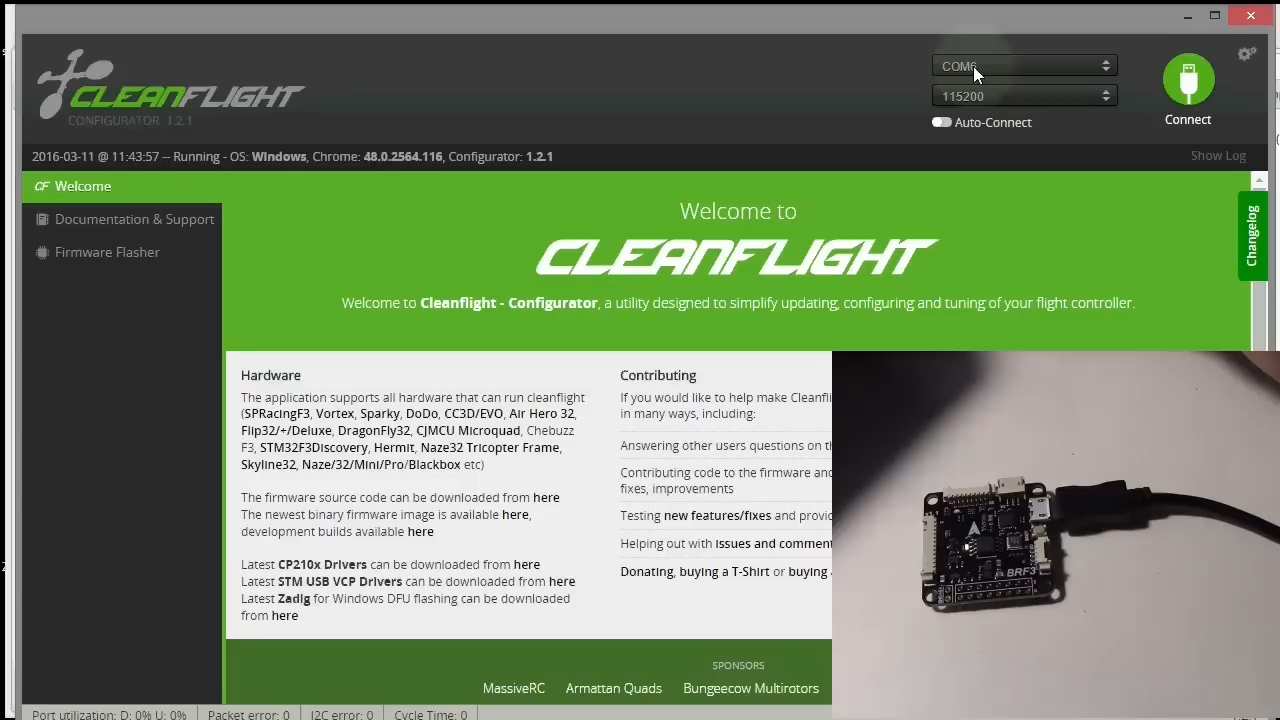 COM6
115200
Auto-Connect
Connect
CLEANFLIGHT
CONFIGURATOR 1.2.1
2016-03-11 @ 11:43:57 -- Running - OS: Windows, Chrome: 48.0.2564.116, Configurator: 1.2.1
Show Log
CF Welcome
Documentation & Support
Firmware Flasher
Changelog
Welcome to
CLEANFLIGHT
Welcome to Cleanflight - Configurator, a utility designed to simplify updating, configuring and tuning of your flight controller.
Hardware
The application supports all hardware that can run cleanflight
(SPRacingF3, Vortex, Sparky, DoDo, CC3D/EVO, Air Hero 32,
Flip32/+/Deluxe, DragonFly32, CJMCU Microquad, Chebuzz
F3, STM32F3Discovery, Hermit, Naze32 Tricopter Frame,
Skyline32, Naze/32/Mini/Pro/Blackbox etc)
The firmware source code can be downloaded from here
The newest binary firmware image is available here,
development builds available here
Latest CP210x Drivers can be downloaded from here
Latest STM USB VCP Drivers can be downloaded from here
Latest Zadig for Windows DFU flashing can be downloaded
from here
Contributing
If you would like to help make Cleanfli
in many ways, including:
Answering other users questions on th
Contributing code to the firmware and
fixes, improvements
Testing new features/fixes and provid
Helping out with issues and comment
Donating, buying a T-Shirt or buying
BRF3
SPONSORS
MassiveRC
Armattan Quads
Bungeecow Multirotors
Port utilization: D: 0% U: 0%
Packet error: 0
I2C error: 0
Cycle Time: 0